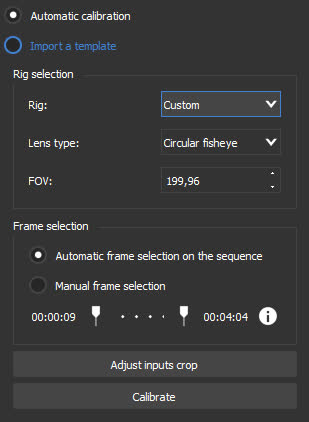 Automatic calibration
Import a template
Rig selection
Rig: Custom
Lens type: Circular fisheye
FOV: 199,96
Frame selection
Automatic frame selection on the sequence
Manual frame selection
00:00:09 00:04:04
Adjust inputs crop
Calibrate